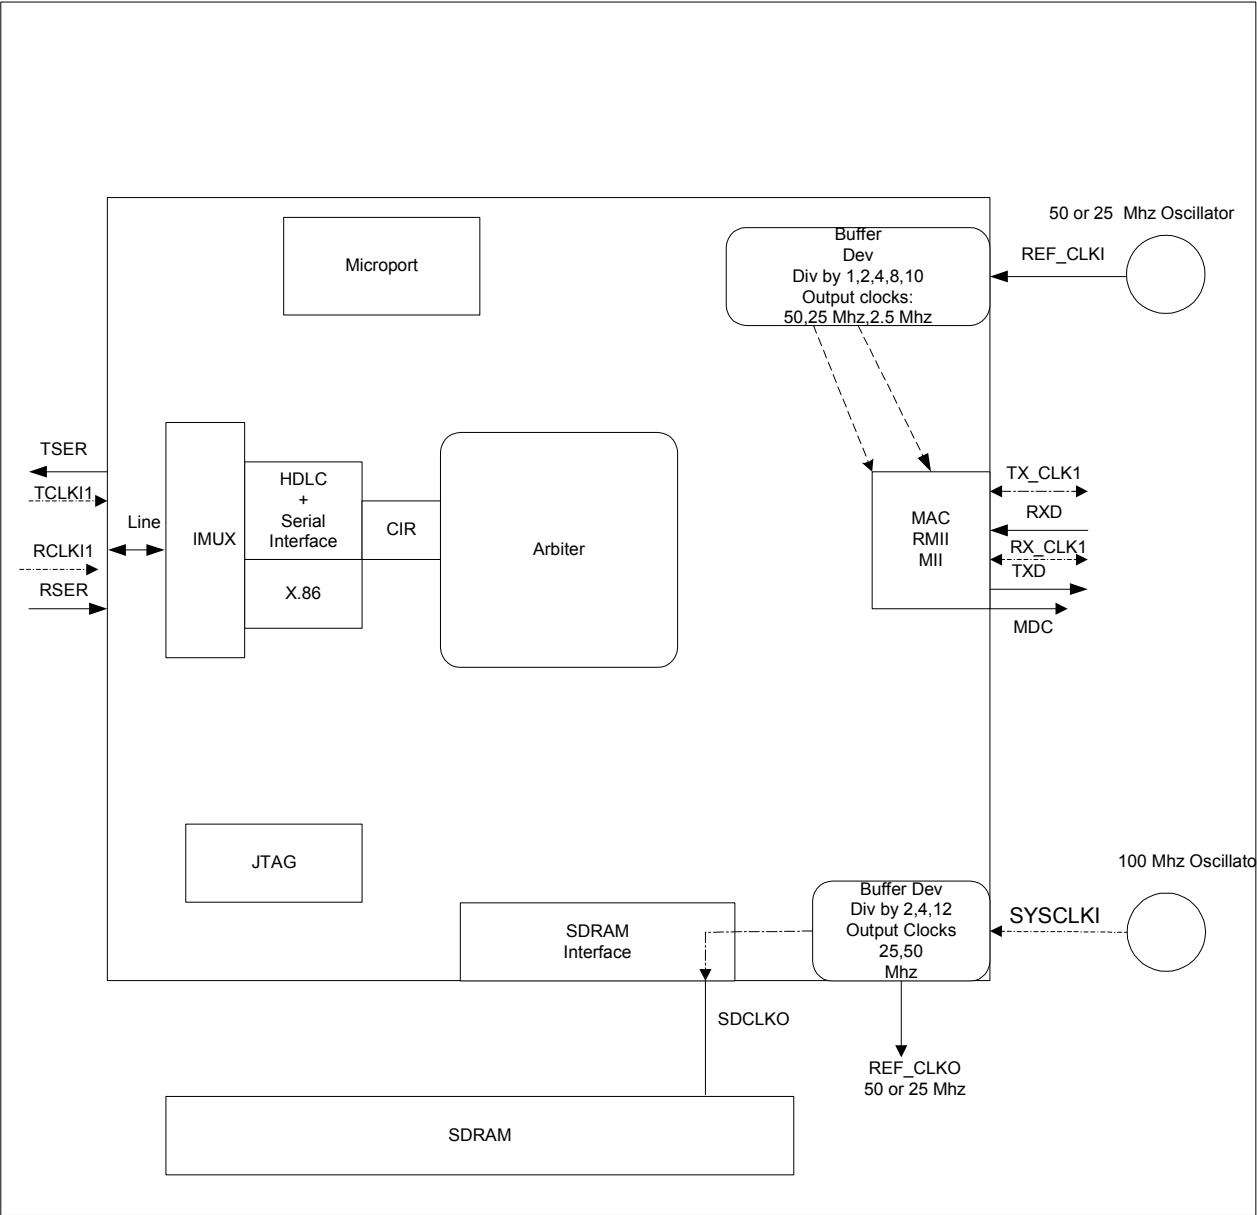 50 or 25 Mhz Oscillator
REF_CLKI
Buffer
Dev
Div by 1,2,4,8,10
Output clocks:
50,25 Mhz,2.5 Mhz
Microport
TSER
TCLKI1
Line
RCLKI1
RSER
IMUX
HDLC
+
Serial
Interface
X.86
CIR
Arbiter
MAC
RMII
MII
TX_CLK1
RXD
RX_CLK1
TXD
MDC
JTAG
SDRAM
Interface
Buffer Dev
Div by 2,4,12
Output Clocks
25,50
Mhz
100 Mhz Oscillato
SYSCLKI
SDCLKO
REF_CLKO
50 or 25 Mhz
SDRAM